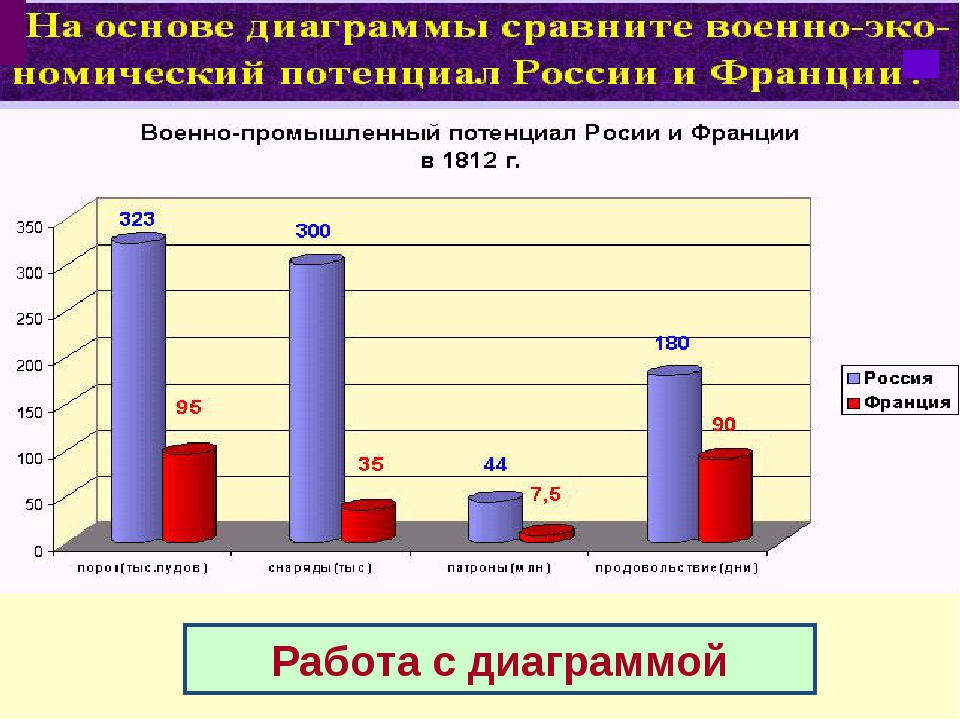 На основе диаграммы сравните военно-эко-
номический потенциал России и Франции.
Военно-промышленный потенциал Росии и Франции
в 1812 г.
350
300
250
200
150
100
50
0
323
95
300
35
44
7,5
180
90
порох(тыс.пудов)
снаряды(тыс)
патроны(млн)
продовольствие(дни)
Россия
Франция
Работа с диаграммой